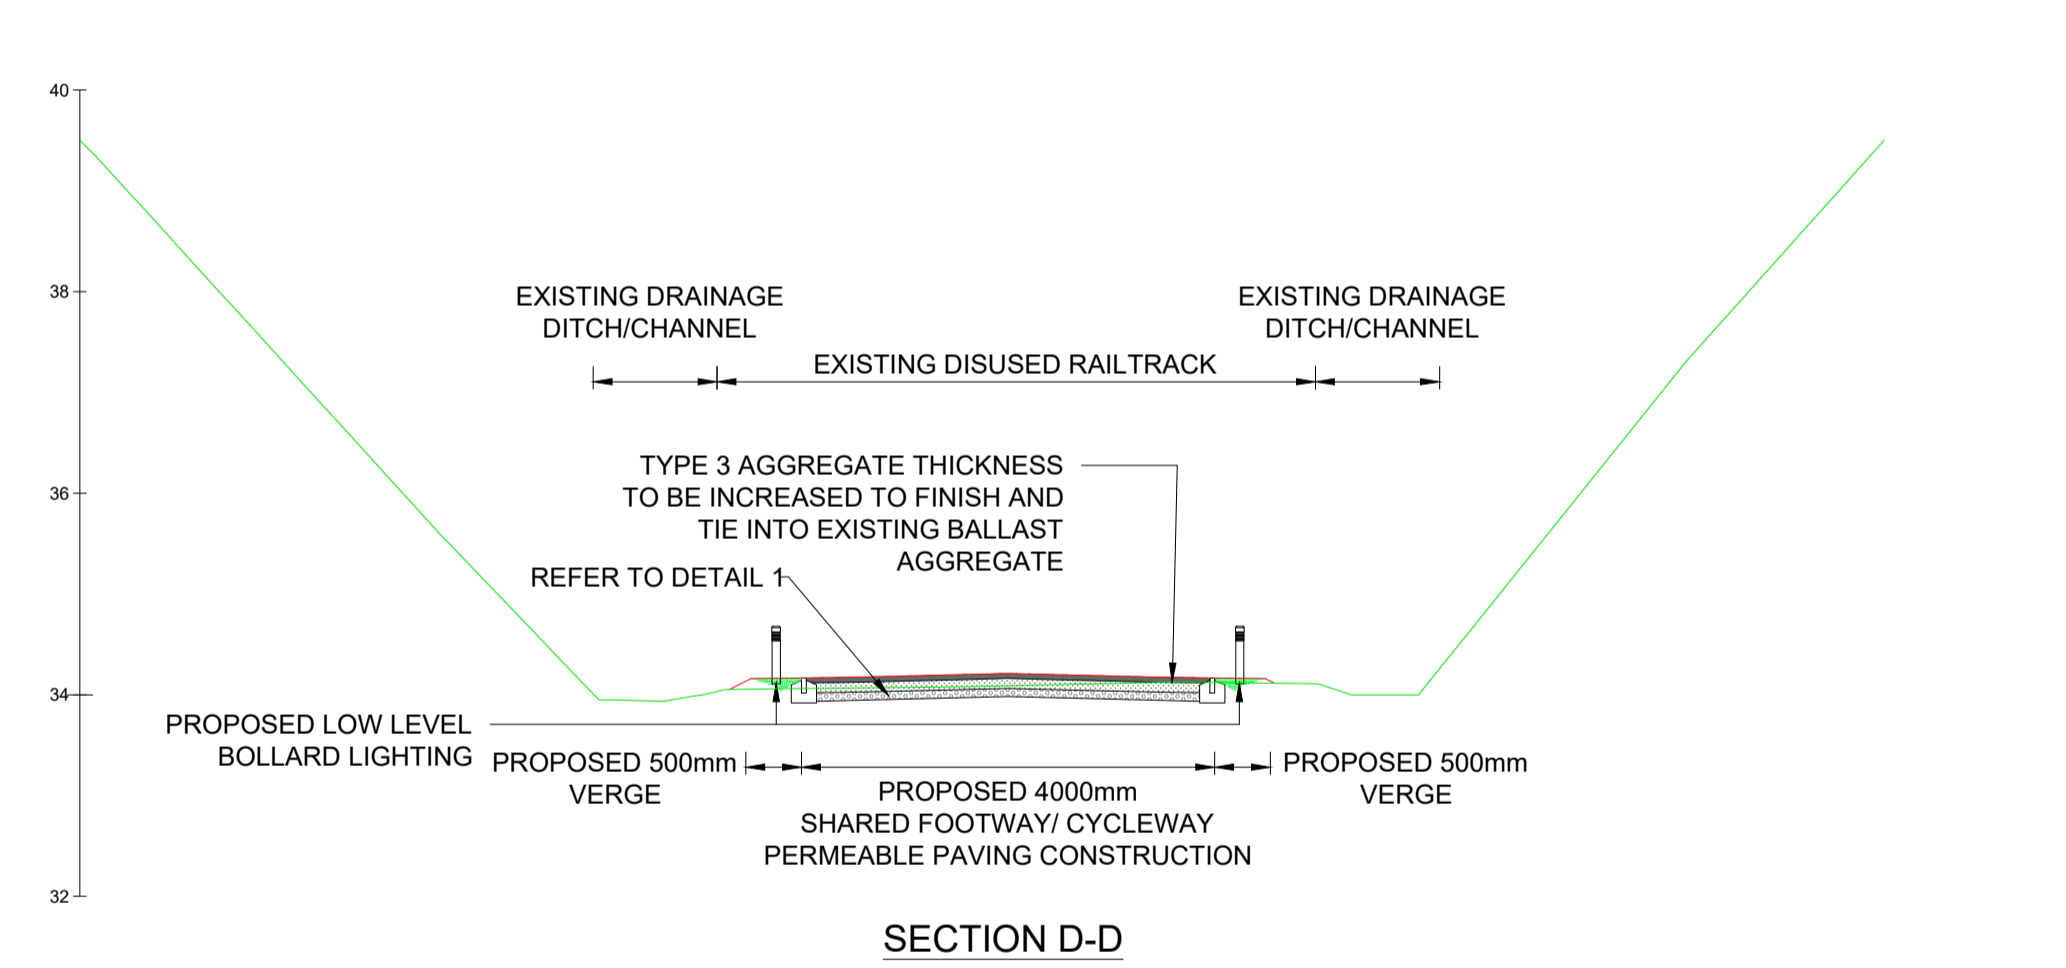 40
38
36
34
32
EXISTING DRAINAGE
DITCH/CHANNEL
EXISTING DISUSED RAILTRACK
EXISTING DRAINAGE
DITCH/CHANNEL
TYPE 3 AGGREGATE THICKNESS
TO BE INCREASED TO FINISH AND
TIE INTO EXISTING BALLAST
AGGREGATE
REFER TO DETAIL 1
PROPOSED LOW LEVEL
BOLLARD LIGHTING
PROPOSED 500mm
VERGE
PROPOSED 4000mm
SHARED FOOTWAY/ CYCLEWAY
PERMEABLE PAVING CONSTRUCTION
PROPOSED 500mm
VERGE
SECTION D-D